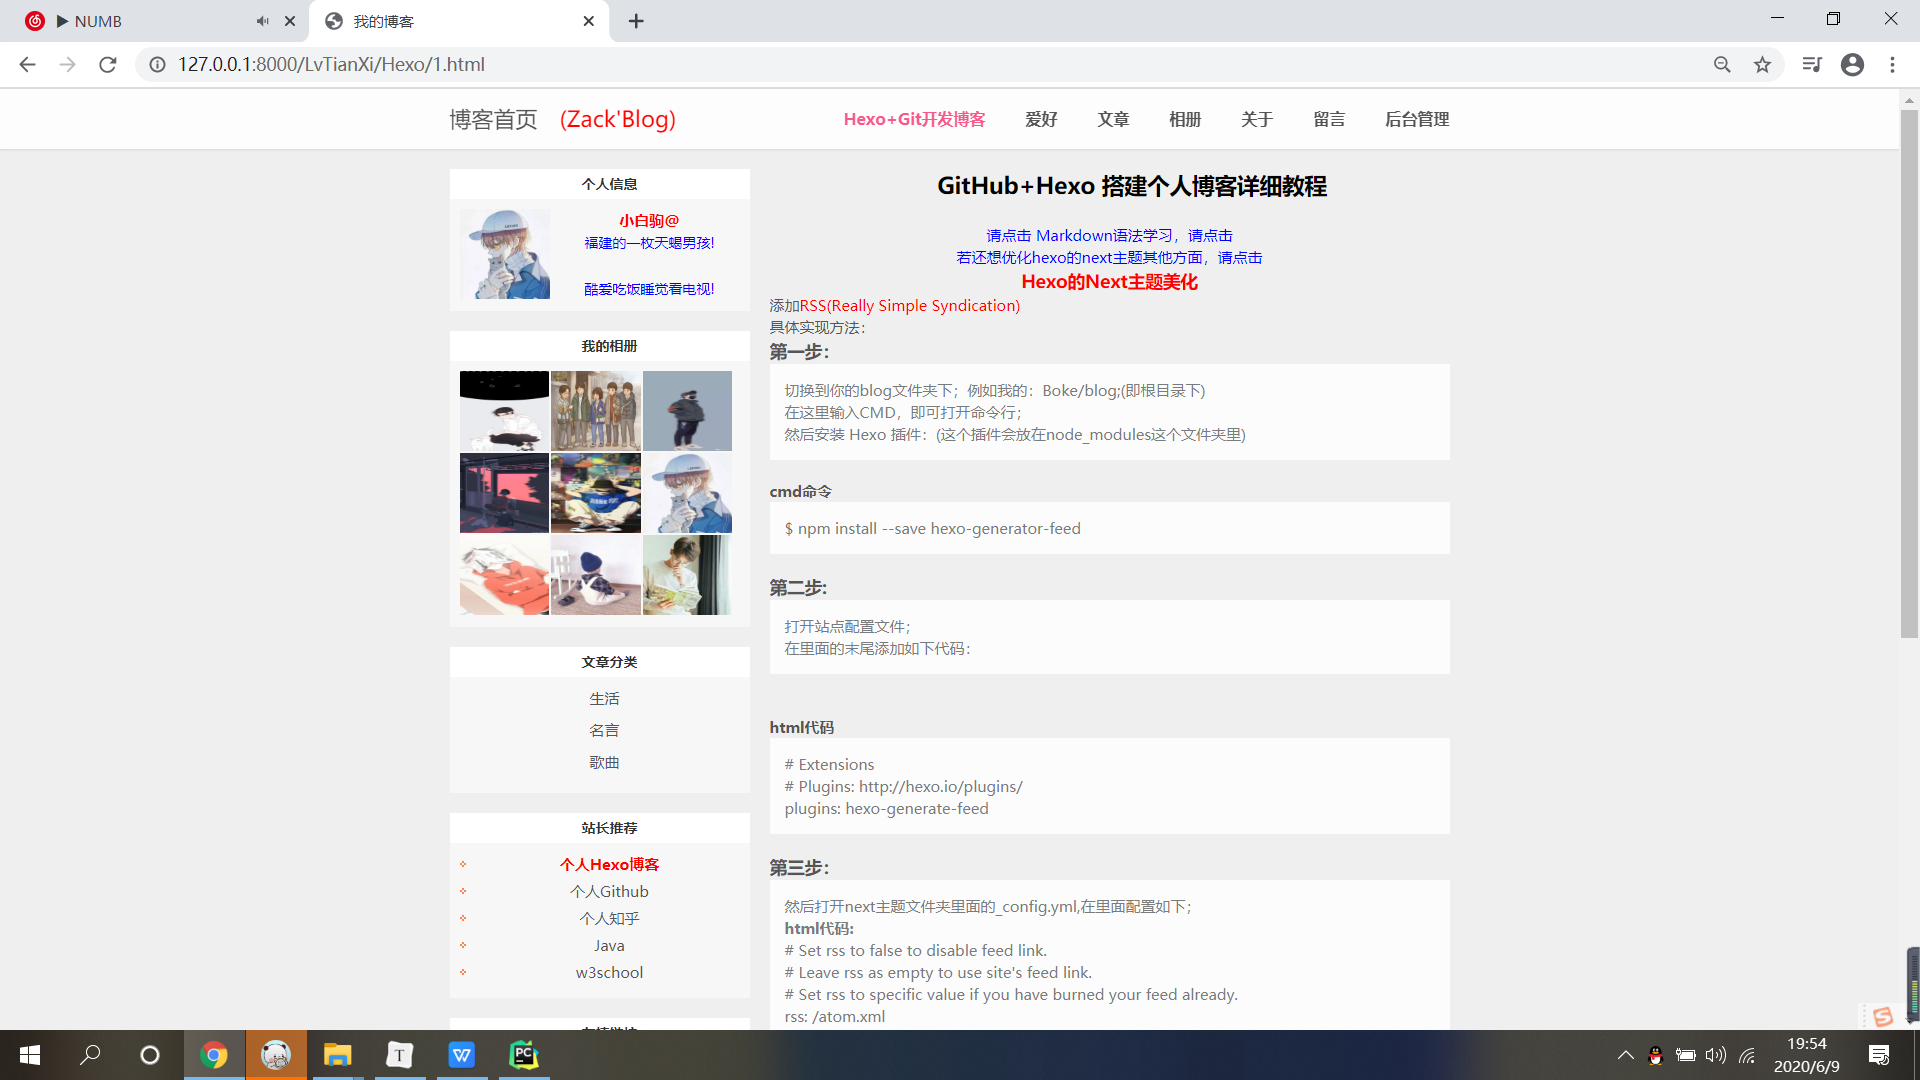 NUMB
我的博客
127.0.0.1:8000/LvTianXi/Hexo/1.html
博客首页 (Zack'Blog)
Hexo+Git开发博客 爱好 文章 相册 关于 留言 后台管理
个人信息
小白驹@
福建的一枚天蝎男孩!
酷爱吃饭睡觉看电视!
我的相册
文章分类
生活
名言
歌曲
站长推荐
个人Hexo博客
个人Github
个人知乎
Java
w3school
GitHub+Hexo 搭建个人博客详细教程
请点击 Markdown语法学习，请点击
若还想优化hexo的next主题其他方面，请点击
Hexo的Next主题美化
添加RSS(Really Simple Syndication)
具体实现方法：
第一步：
切换到你的blog文件夹下；例如我的：Boke/blog;(即根目录下)
在这里输入CMD，即可打开命令行；
然后安装 Hexo 插件：(这个插件会放在node_modules这个文件夹里)
cmd命令
$ npm install --save hexo-generator-feed
第二步:
打开站点配置文件；
在里面的末尾添加如下代码：
html代码
# Extensions
# Plugins: http://hexo.io/plugins/
plugins: hexo-generate-feed
第三步：
然后打开next主题文件夹里面的_config.yml,在里面配置如下；
html代码:
# Set rss to false to disable feed link.
# Leave rss as empty to use site's feed link.
# Set rss to specific value if you have burned your feed already.
rss: /atom.xml
19:54
2020/6/9